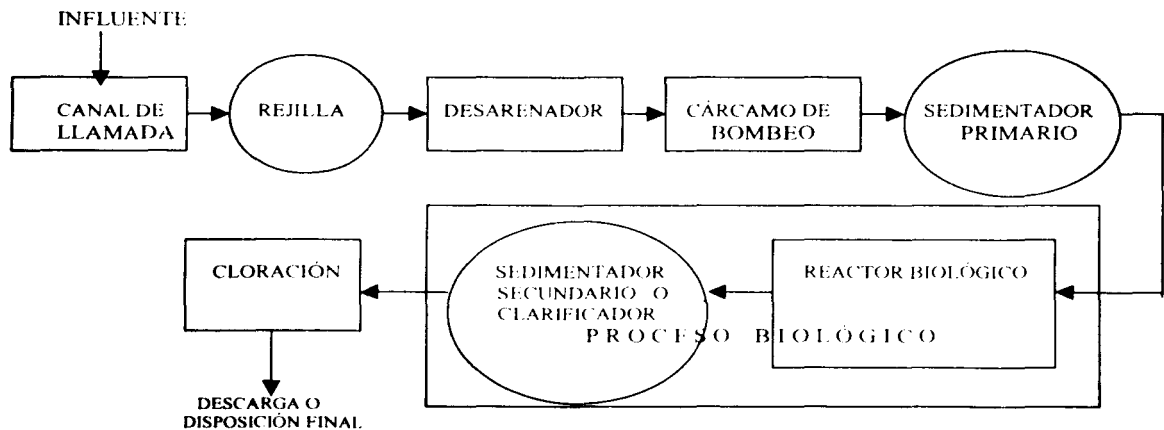 INFLUENTE
CANAL DE
LLAMADA
REJILLA
DESARENADOR
CÁRCAMO DE
BOMBEO
SEDIMENTADOR
PRIMARIO
REACTOR BIOLÓGICO
SEDIMENTADOR
SECUNDARIO O
CLARIFICADOR
PROCESO BIOLÓGICO
CLORACIÓN
DESCARGA O
DISPOSICIÓN FINAL